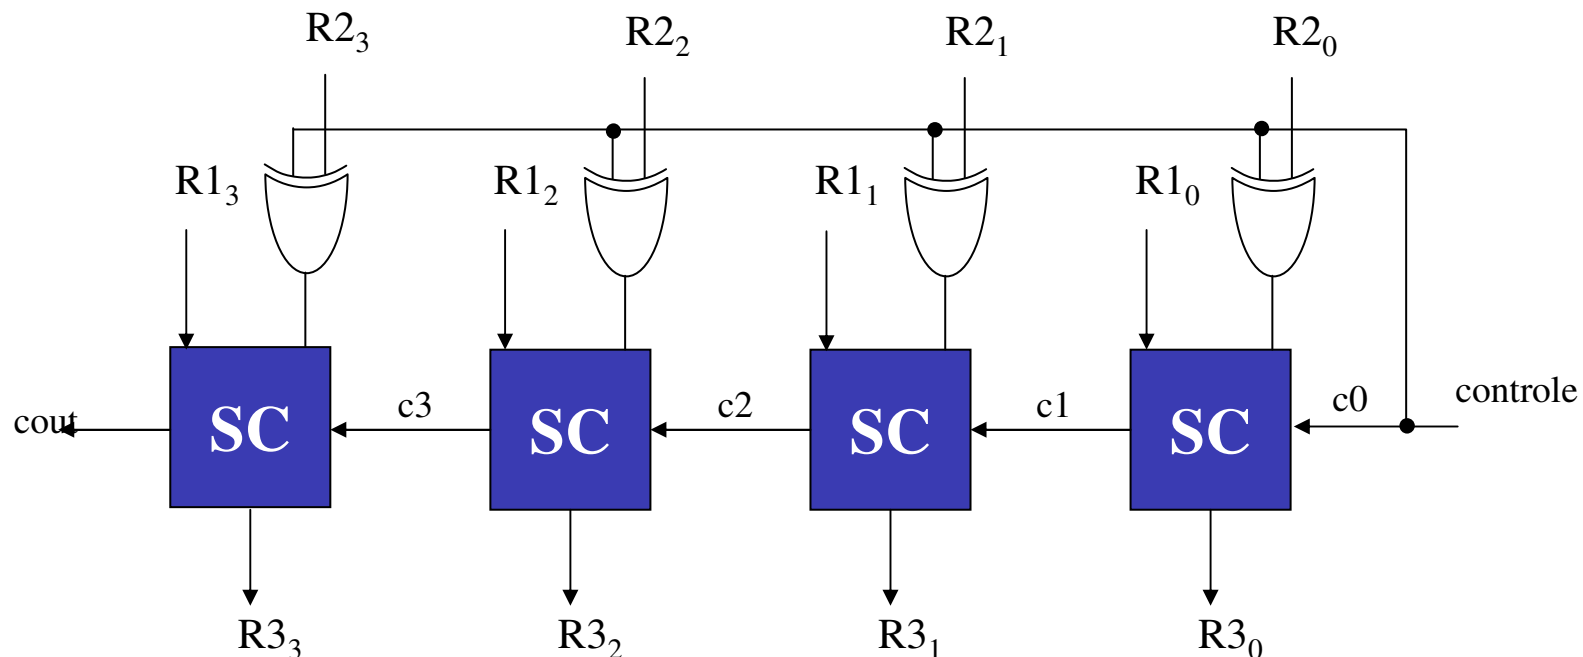 R2₃ R2₂ R2₁ R2₀
R1₃ R1₂ R1₁ R1₀
cout SC c3 SC c2 SC c1 SC c0 controle
R3₃ R3₂ R3₁ R3₀